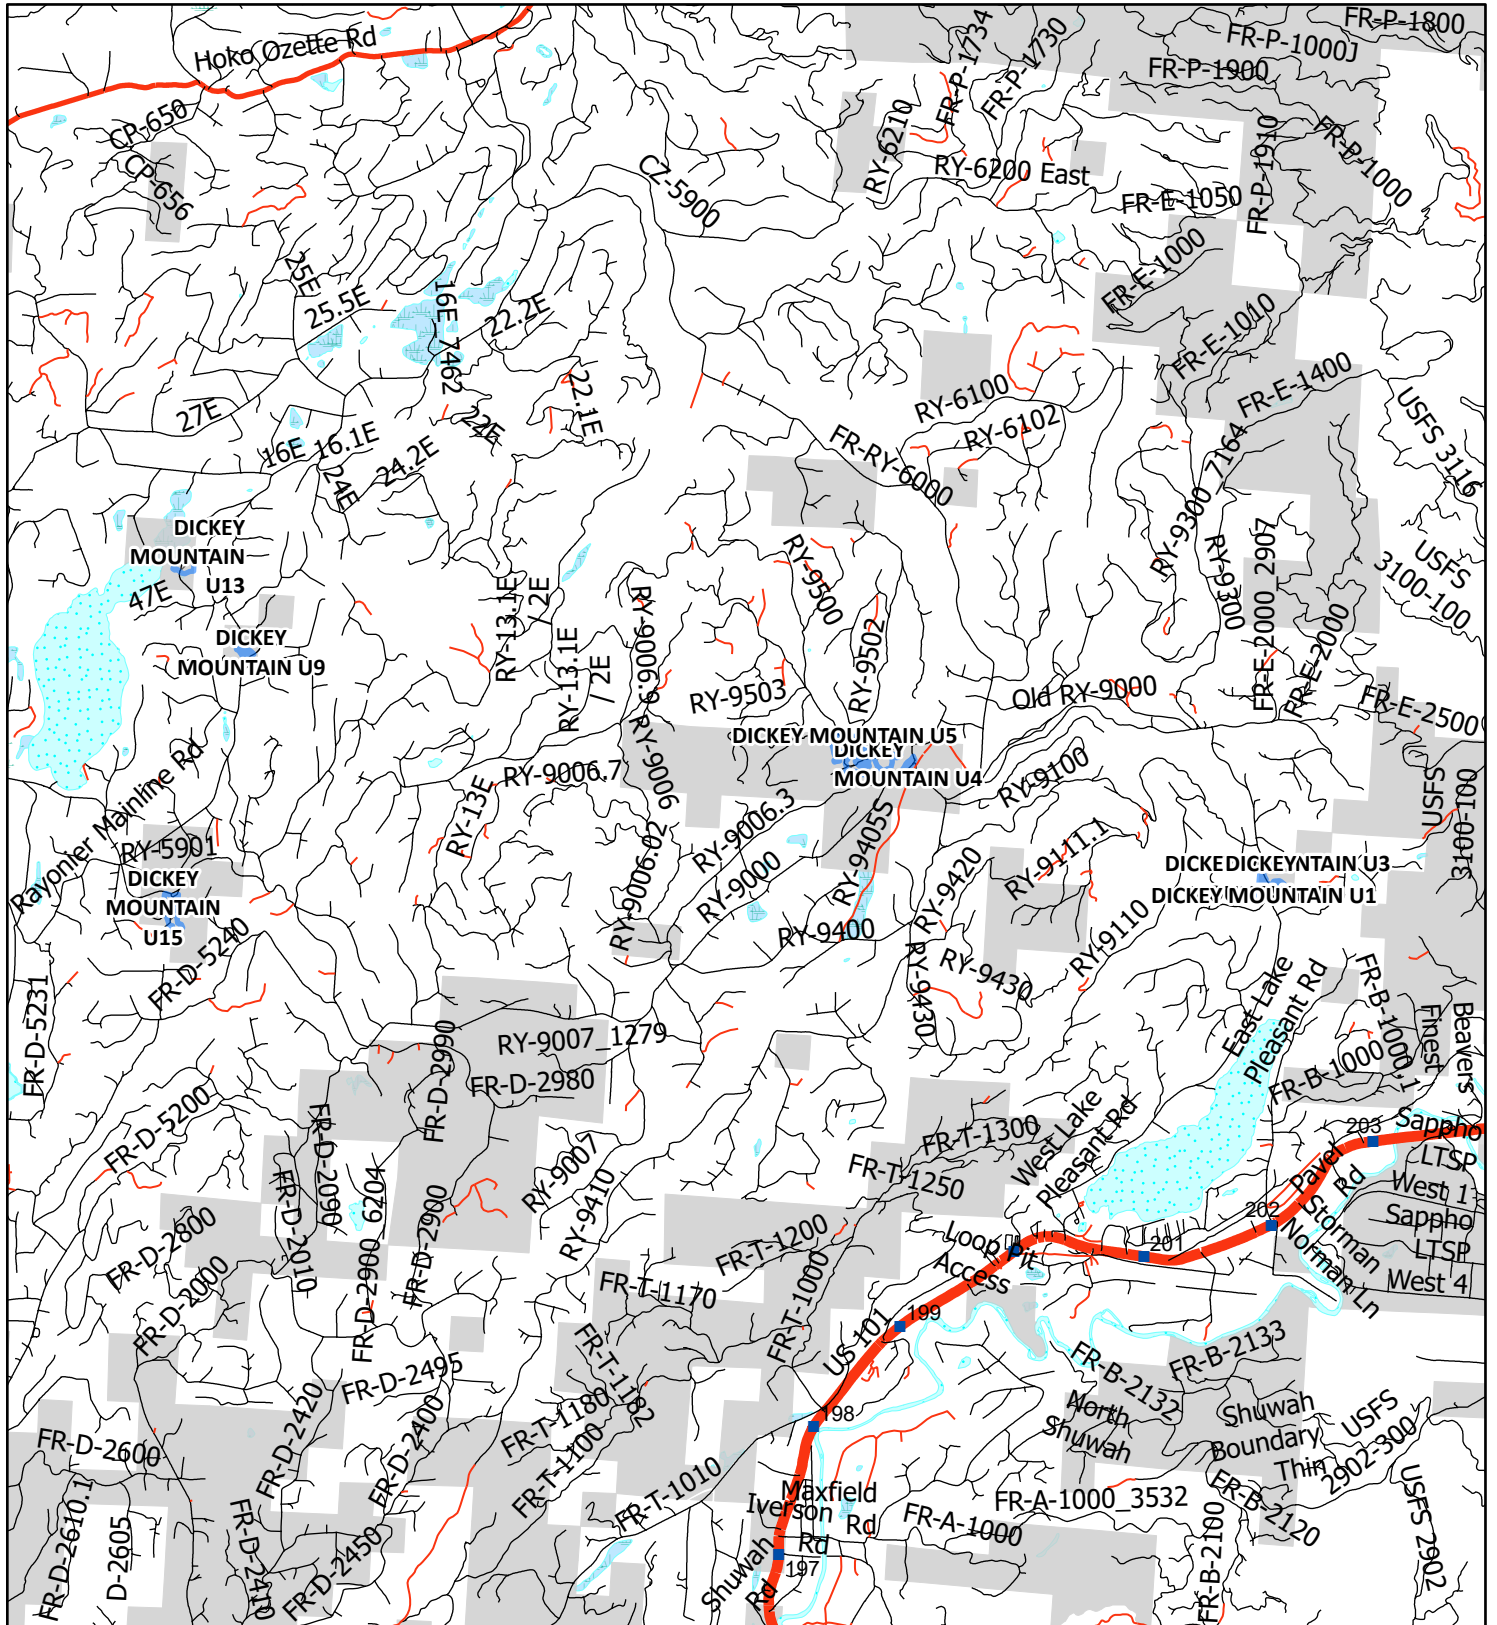 FR-P-1800
FR-P-1734
FR-P-1730
FR-P-1000J
Hoko Ozette Rd
FR-P-1900
CP-650
RY-6210
FR-P-1910
FR-P-1000
CP-656
CZ-5900
RY-6200 East
FR-E-1050
25E
FR-E-1000
25.5E
16E_7462
22.2E
FR-E-1010
22.1E
FR-E-1400
RY-6100
USFS 3116
27E
22E
RY-6102
16E 16.1E
24.2E
FR-RY-6000
24E
RY-9300_7164
DICKEY
MOUNTAIN
U13
47E
RY-9500
RY-9300
FR-E-2000_2907
USFS
3100-100
RY-13.1E
/ 2E
RY-9006.9
RY-9502
FR-E-2000
DICKEY
MOUNTAIN U9
RY-13.1E
/ 2E
RY-9503
Old RY-9000
FR-E-2500
DICKEY MOUNTAIN U5
DICKEY
MOUNTAIN U4
RY-9006
RY-9006.7
RY-9100
USFS
3100-100
Rayonier Mainline Rd
RY-13E
RY-9006.3
RY-9405S
RY-5901
RY-9111.1
DICKEY
MOUNTAIN
U15
RY-9006.02
RY-9000
RY-9420
DICKE DICKEY NTAIN U3
DICKEY MOUNTAIN U1
RY-9400
RY-9110
FR-D-5240
RY-9430
RY-9430
FR-D-5231
East Lake
Pleasant Rd
FR-B-1000.1
Finest
Beavers
FR-D-2990
RY-9007_1279
FR-D-2980
FR-B-1000
FR-D-5200
FR-D-2090
West Lake
Pleasant Rd
FR-T-1300
203
Sappho
LTSP
West 1
FR-T-1250
Paver
Rd
RY-9007
FR-D-2010
FR-D-2900_6204
FR-D-2900
RY-9410
FR-D-2800
202
Storman
Norman Ln
Sappho
LTSP
West 4
FR-T-1200
Loop Pit
Access
201
FR-D-2000
FR-T-1170
FR-T-1000
US 101
199
FR-T-1182
FR-B-2133
FR-B-2132
FR-D-2495
FR-D-2420
FR-D-2400
FR-T-1180
198
North
Shuwah
Shuwah
Boundary
Thin
USFS
2902-300
FR-D-2600
FR-T-1100
FR-T-1010
FR-D-2610.1
Maxfield
Rd
Iverson
Rd
FR-A-1000_3532
FR-A-1000
FR-B-2120
USFS 2902
D-2605
FR-D-2410
FR-D-2450
Shuwah
Rd
197
FR-B-2100